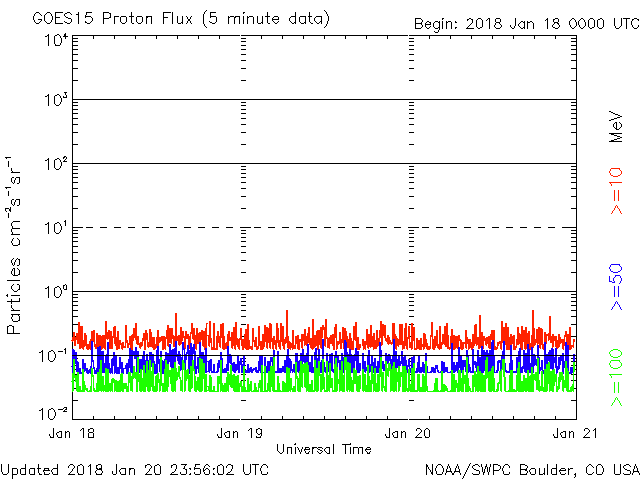 GOES15 Proton Flux (5 minute data)
Begin: 2018 Jan 18 0000 UTC
10⁴
10³
10²
10¹
10⁰
10⁻¹
10⁻²
Particles cm⁻²s⁻¹sr⁻¹
MeV
>=10
>=50
>=100
Jan 18
Jan 19
Jan 20
Jan 21
Universal Time
Updated 2018 Jan 20 23:56:02 UTC
NOAA/SWPC Boulder, CO USA